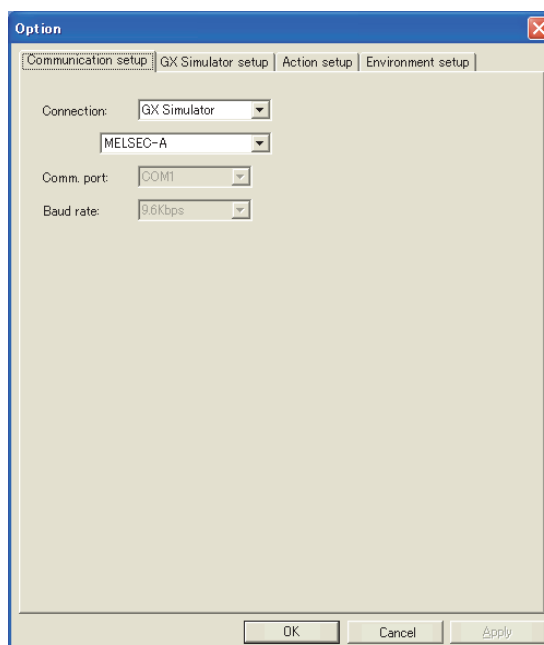 Option
Communication setup GX Simulator setup Action setup Environment setup
Connection: GX Simulator
MELSEC-A
Comm. port: COM1
Baud rate: 9.6Kbps
OK Cancel Apply